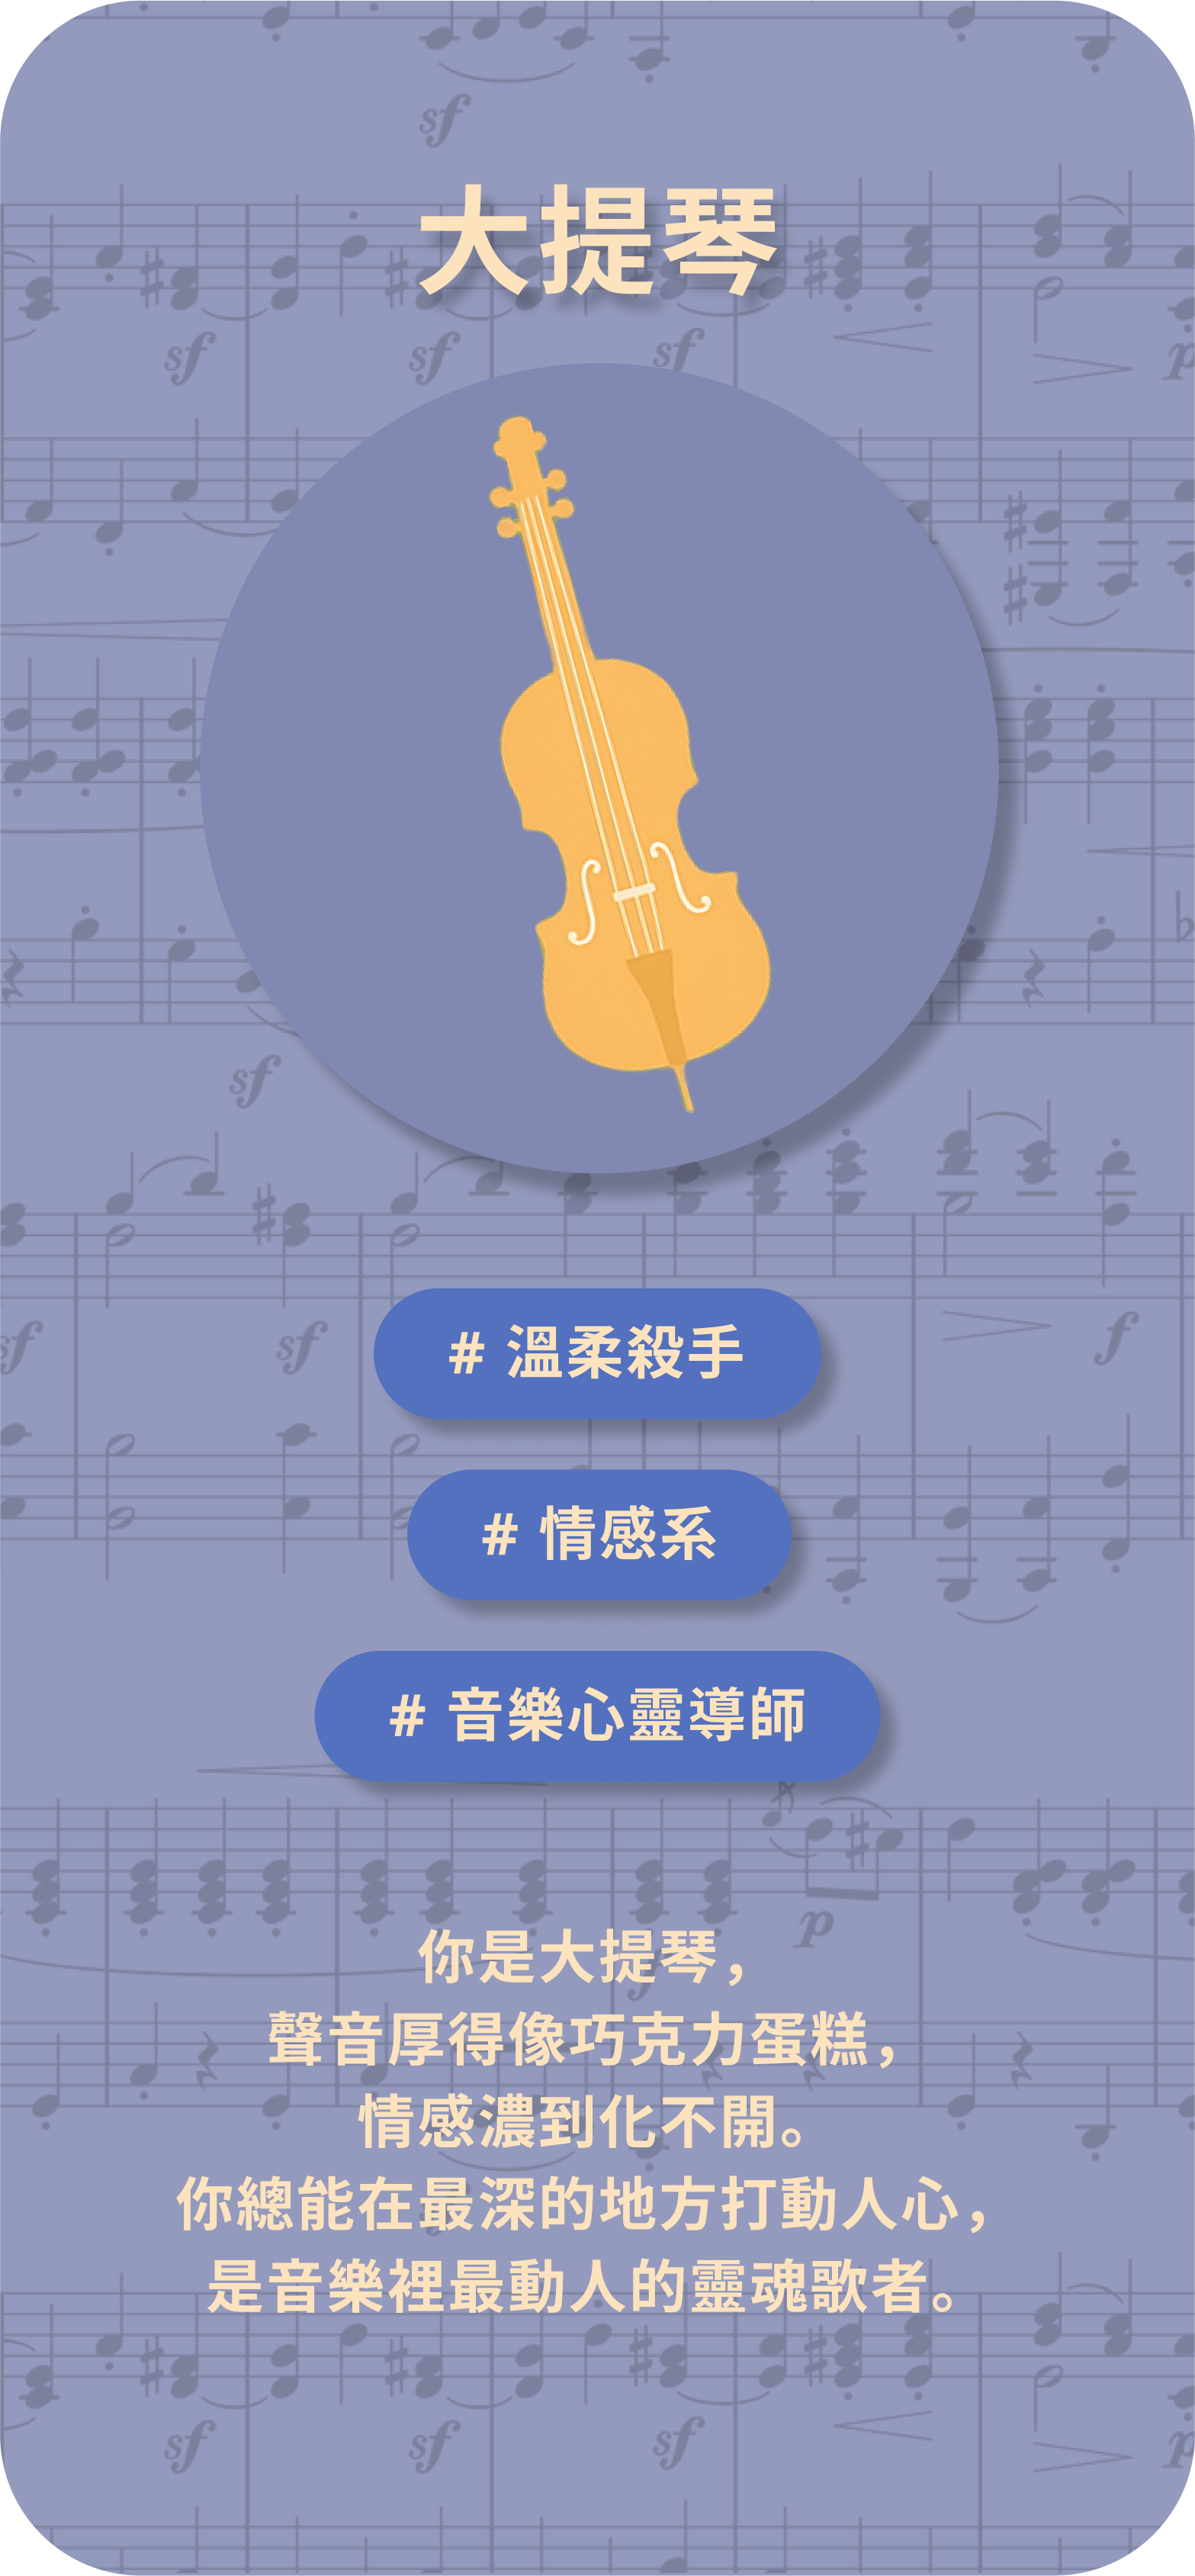 大提琴
# 溫柔殺手
# 情感系
# 音樂心靈導師
你是大提琴，
聲音厚得像巧克力蛋糕，
情感濃到化不開。
你總能在最深的地方打動人心，
是音樂裡最動人的靈魂歌者。